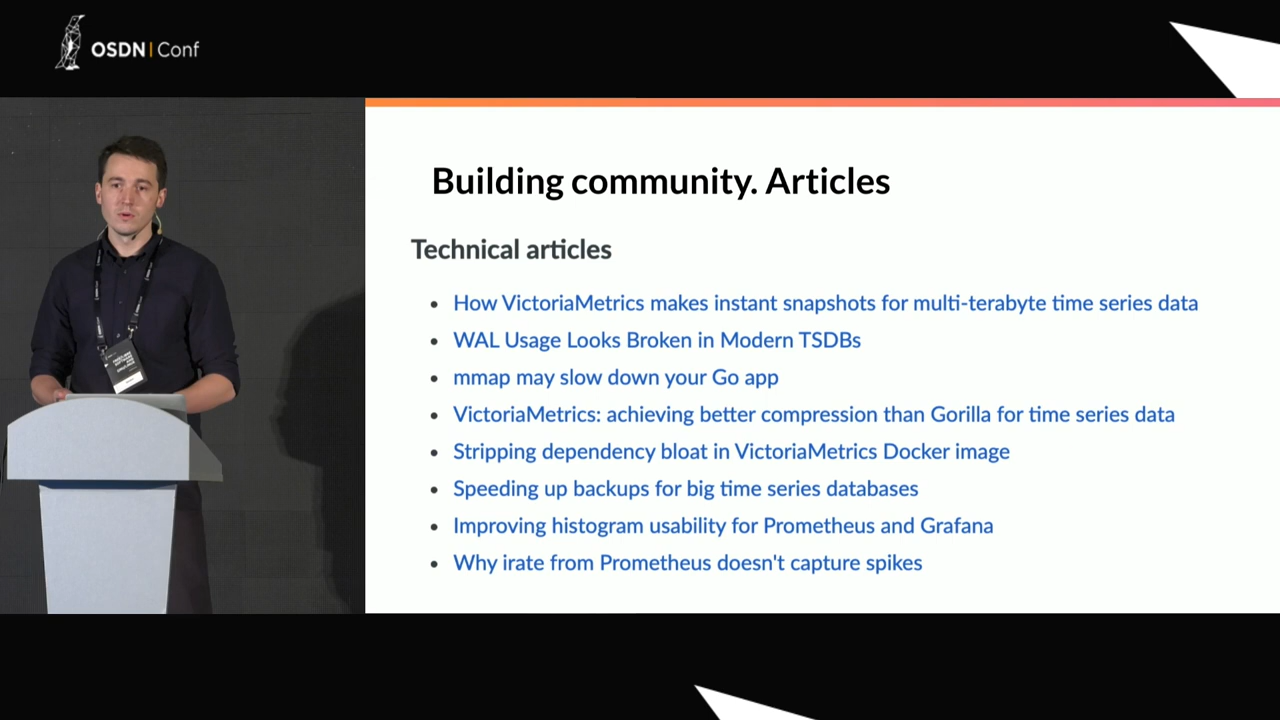 OSDN | Conf
Building community. Articles
Technical articles
• How VictoriaMetrics makes instant snapshots for multi-terabyte time series data
• WAL Usage Looks Broken in Modern TSDBs
• mmap may slow down your Go app
• VictoriaMetrics: achieving better compression than Gorilla for time series data
• Stripping dependency bloat in VictoriaMetrics Docker image
• Speeding up backups for big time series databases
• Improving histogram usability for Prometheus and Grafana
• Why irate from Prometheus doesn't capture spikes